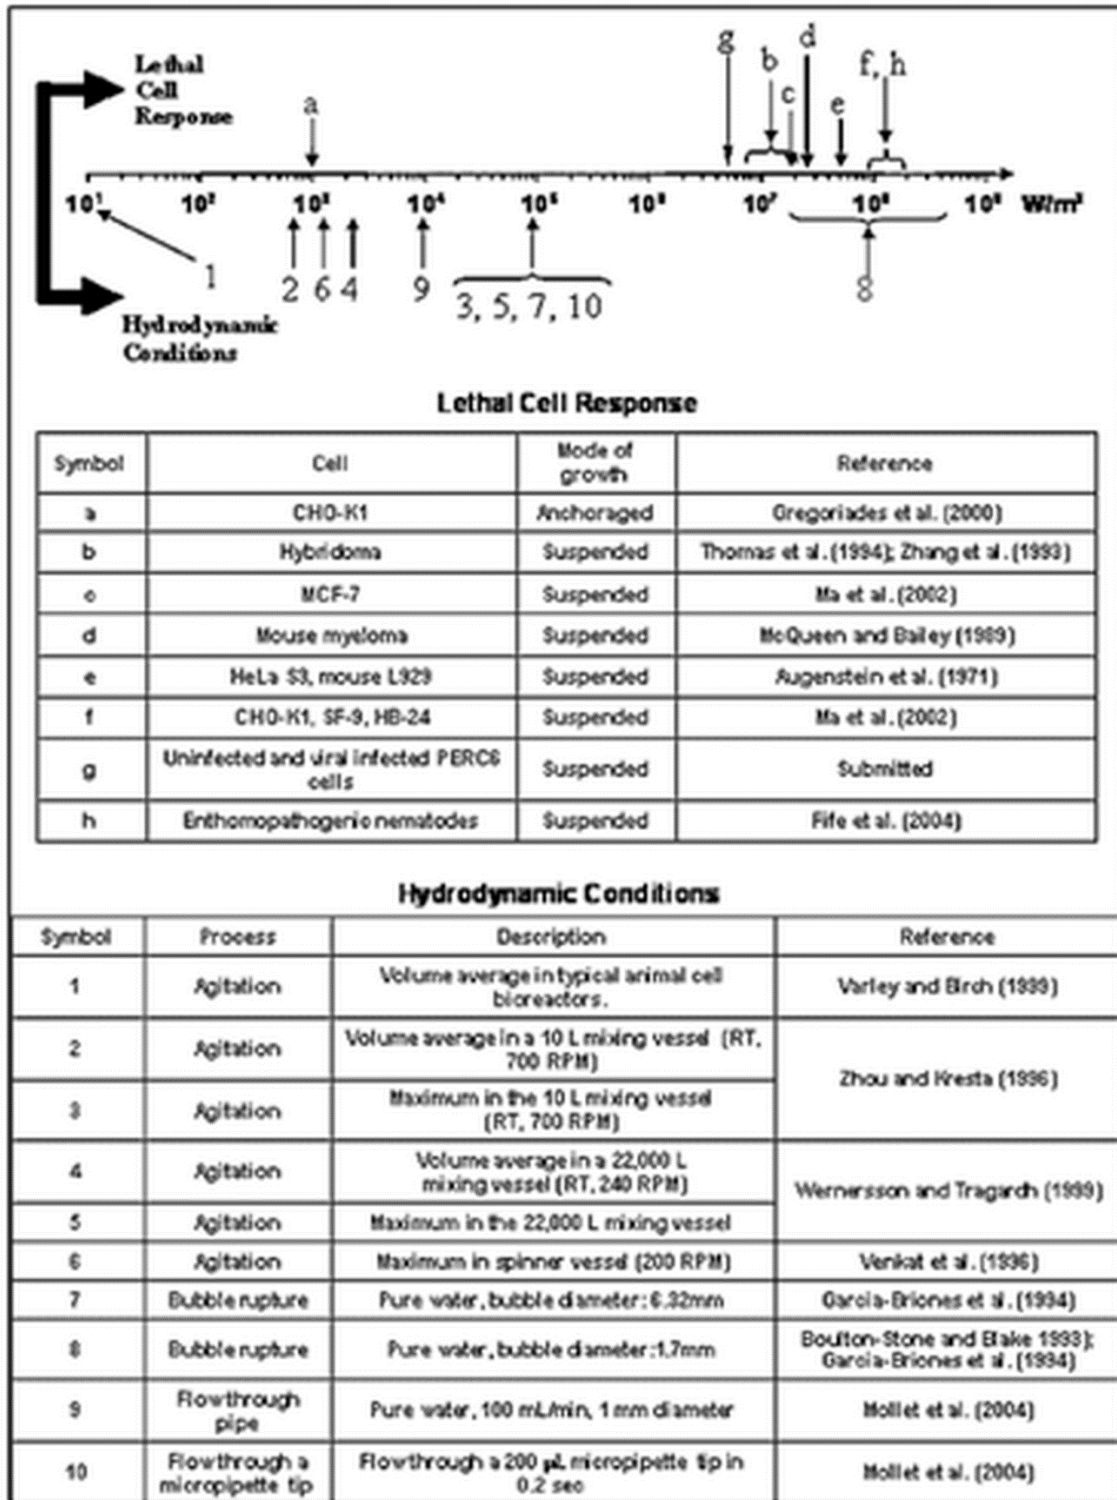 Lethal
Cell
Response
a
g
b
c
d
e
f, h
10¹ 10² 10³ 10⁴ 10⁵ 10⁶ 10⁷ 10⁸ 10⁹ W/m³
1
2 6 4 9
3, 5, 7, 10
8
Hydrodynamic
Conditions
Lethal Cell Response
Symbol Cell Mode of growth Reference
a CHO-K1 Anchoraged Gregoriades et al. (2000)
b Hybridoma Suspended Thomas et al. (1994); Zhang et al. (1993)
c MCF-7 Suspended Ma et al. (2002)
d Mouse myeloma Suspended McQueen and Bailey (1989)
e HeLa S3, mouse L929 Suspended Augenstein et al. (1971)
f CHO-K1, SF-9, HB-24 Suspended Ma et al. (2002)
g Uninfected and viral infected PERC6
cells Suspended Submitted
h Enthomopathogenic nematodes Suspended Fife et al. (2004)
Hydrodynamic Conditions
Symbol Process Description Reference
1 Agitation Volume average in typical animal cell
bioreactors. Varley and Birch (1999)
2 Agitation Volume average in a 10 L mixing vessel (RT,
700 RPM) Zhou and Kresta (1996)
3 Agitation Maximum in the 10 L mixing vessel
(RT, 700 RPM)
4 Agitation Volume average in a 22,000 L
mixing vessel (RT, 240 RPM) Wernersson and Tragardh (1999)
5 Agitation Maximum in the 22,000 L mixing vessel
6 Agitation Maximum in spinner vessel (200 RPM) Venkat et al. (1996)
7 Bubble rupture Pure water, bubble diameter: 6.32mm Garcia-Briones et al. (1994)
8 Bubble rupture Pure water, bubble diameter:1.7mm Boulton-Stone and Blake 1993);
Garcia-Briones et al. (1994)
9 Flow through
pipe Pure water, 100 mL/min, 1 mm diameter Mollet et al. (2004)
10 Flow through a
micropipette tip Flow through a 200 µL micropipette tip in
0.2 sec Mollet et al. (2004)